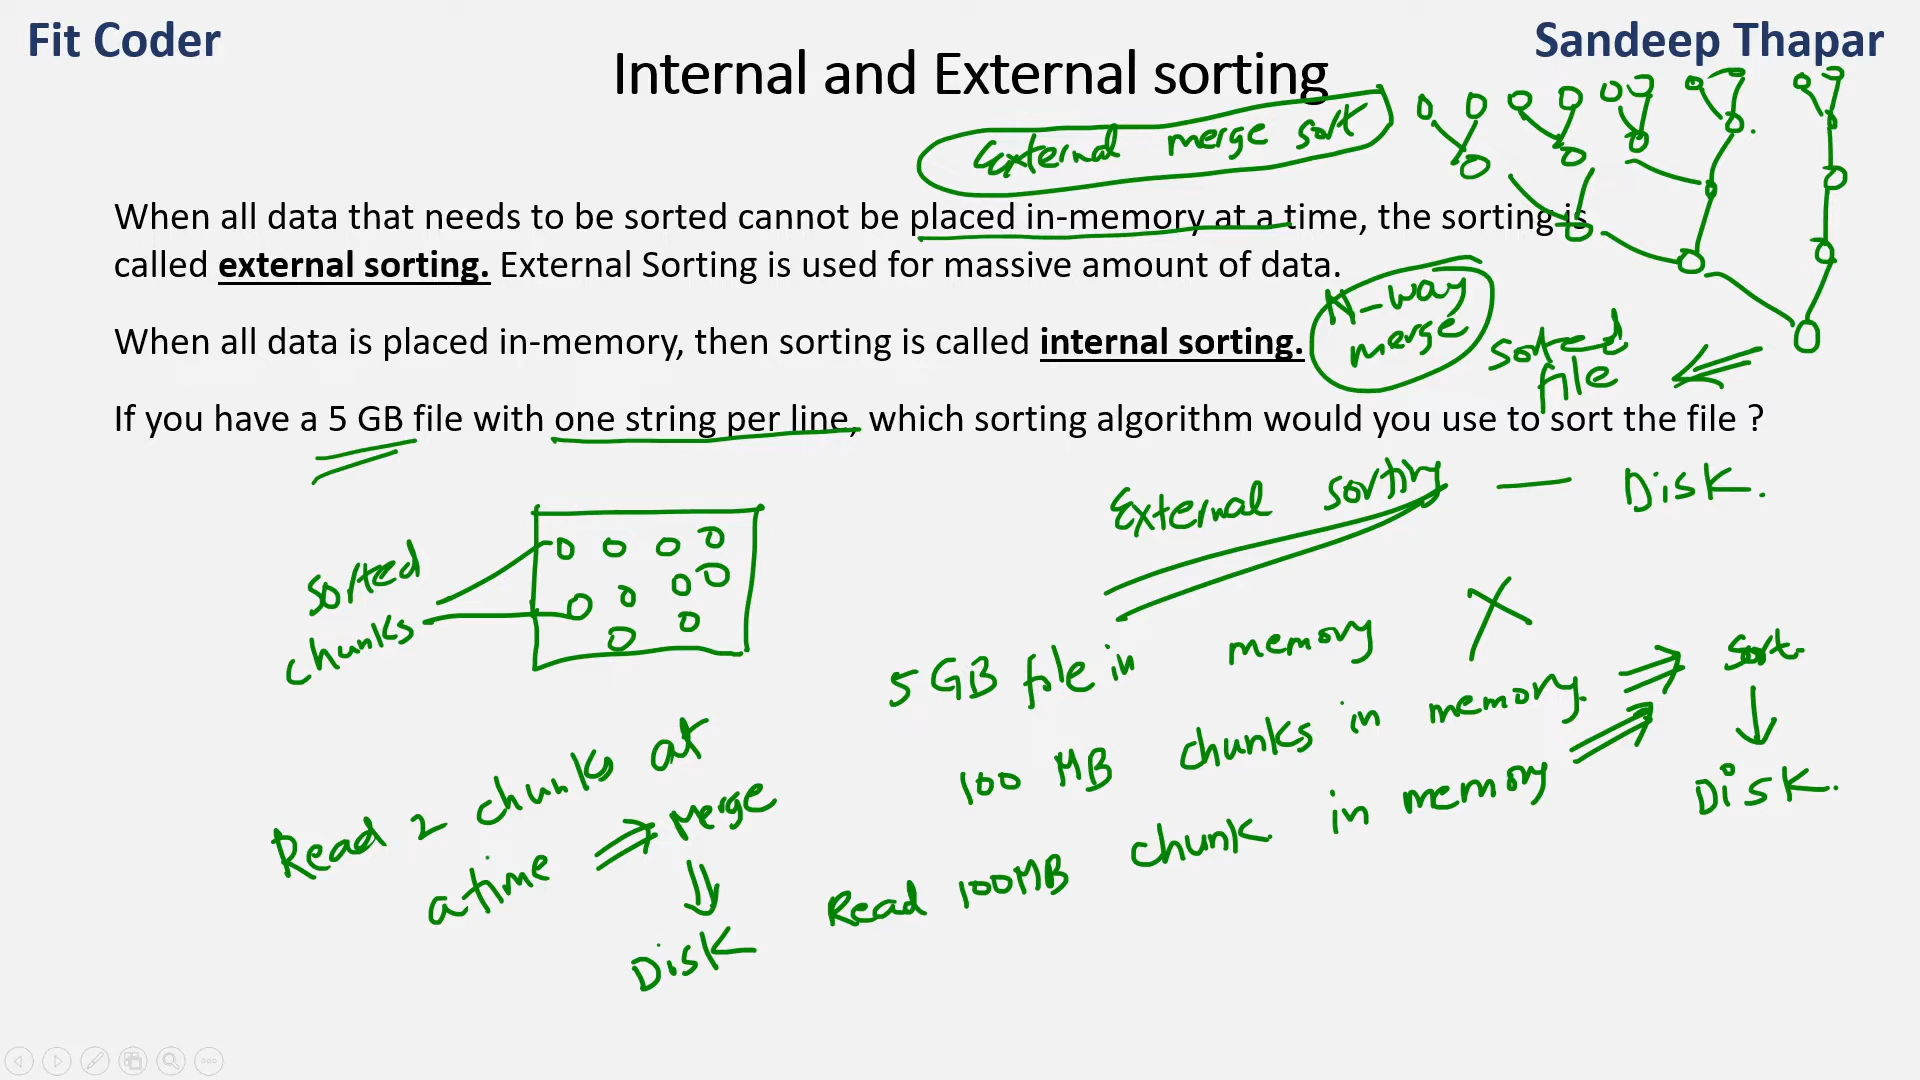 Fit Coder
Sandeep Thapar
Internal and External sorting
External merge sort
When all data that needs to be sorted cannot be placed in-memory at a time, the sorting is
called external sorting. External Sorting is used for massive amount of data.
N-way
merge
When all data is placed in-memory, then sorting is called internal sorting.
sorted
file
If you have a 5 GB file with one string per line, which sorting algorithm would you use to sort the file ?
External sorting — Disk.
sorted
chunks
5 GB file in memory X
100 MB chunks in memory. ⇒ Sort.
↓
Disk.
Read 100MB chunk in memory ⇒
Read 2 chunks at
a time ⇒ Merge
⇓
Disk